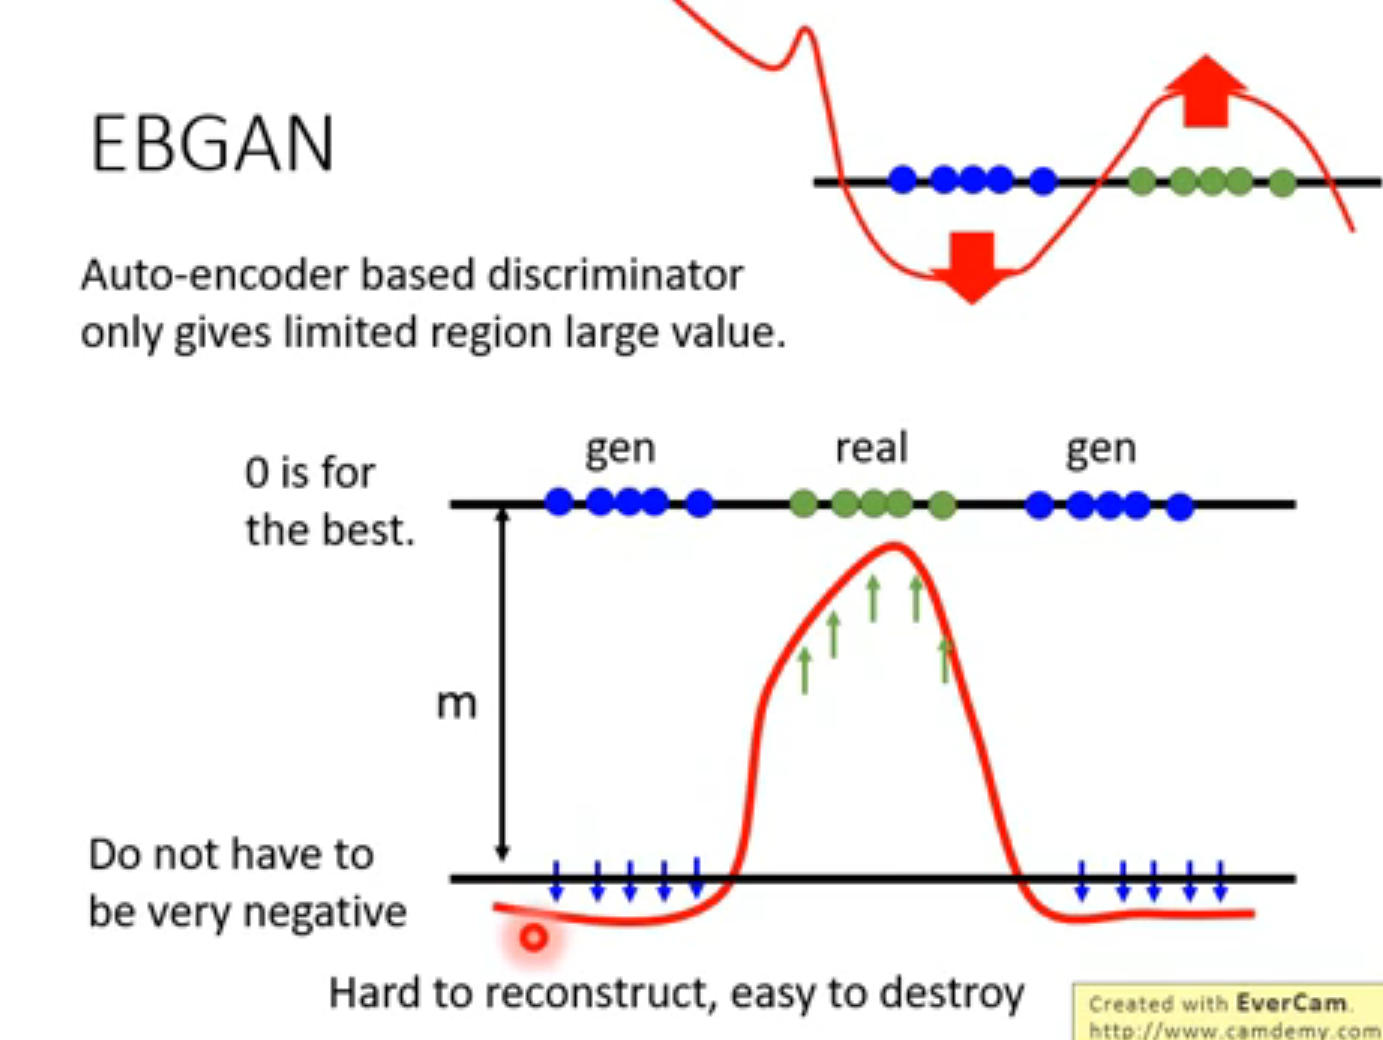 EBGAN
Auto-encoder based discriminator
only gives limited region large value.
0 is for
the best.
gen
real
gen
m
Do not have to
be very negative
Hard to reconstruct, easy to destroy
Created with EverCam.
http://www.camdemy.com